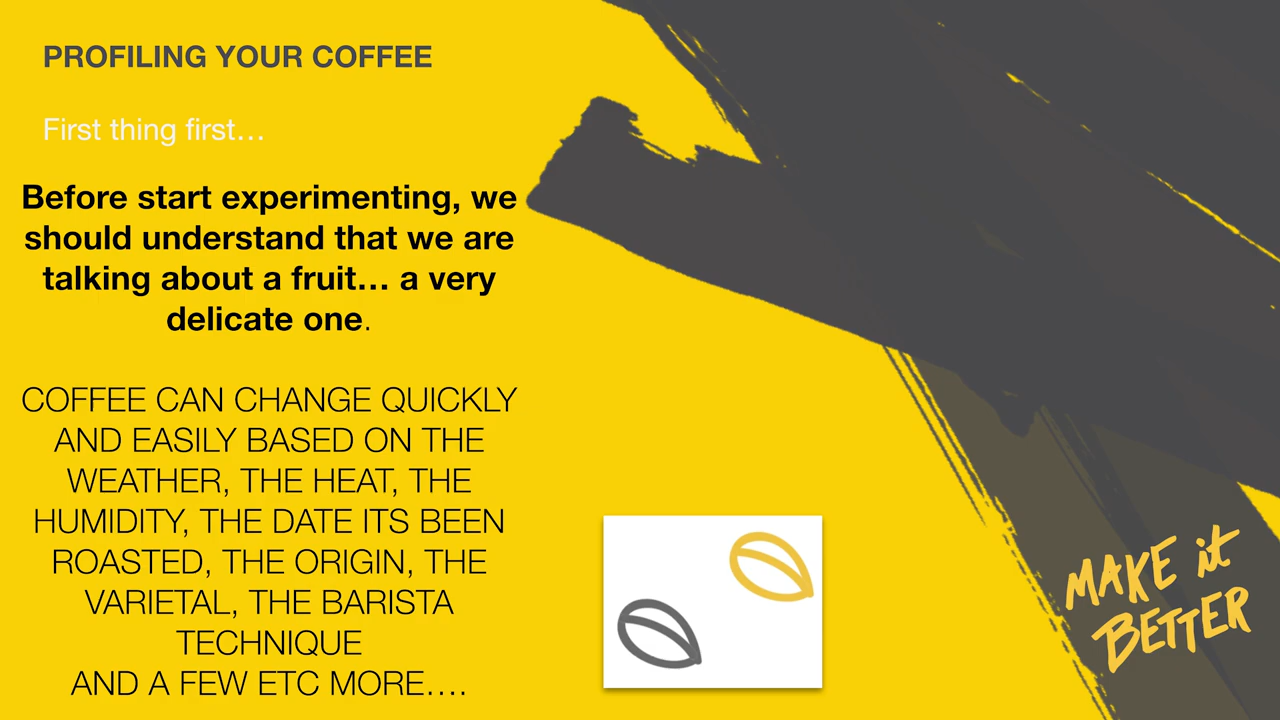 PROFILING YOUR COFFEE
First thing first…
Before start experimenting, we
should understand that we are
talking about a fruit… a very
delicate one.
COFFEE CAN CHANGE QUICKLY
AND EASILY BASED ON THE
WEATHER, THE HEAT, THE
HUMIDITY, THE DATE ITS BEEN
ROASTED, THE ORIGIN, THE
VARIETAL, THE BARISTA
TECHNIQUE
AND A FEW ETC MORE….
MAKE it
BETTER